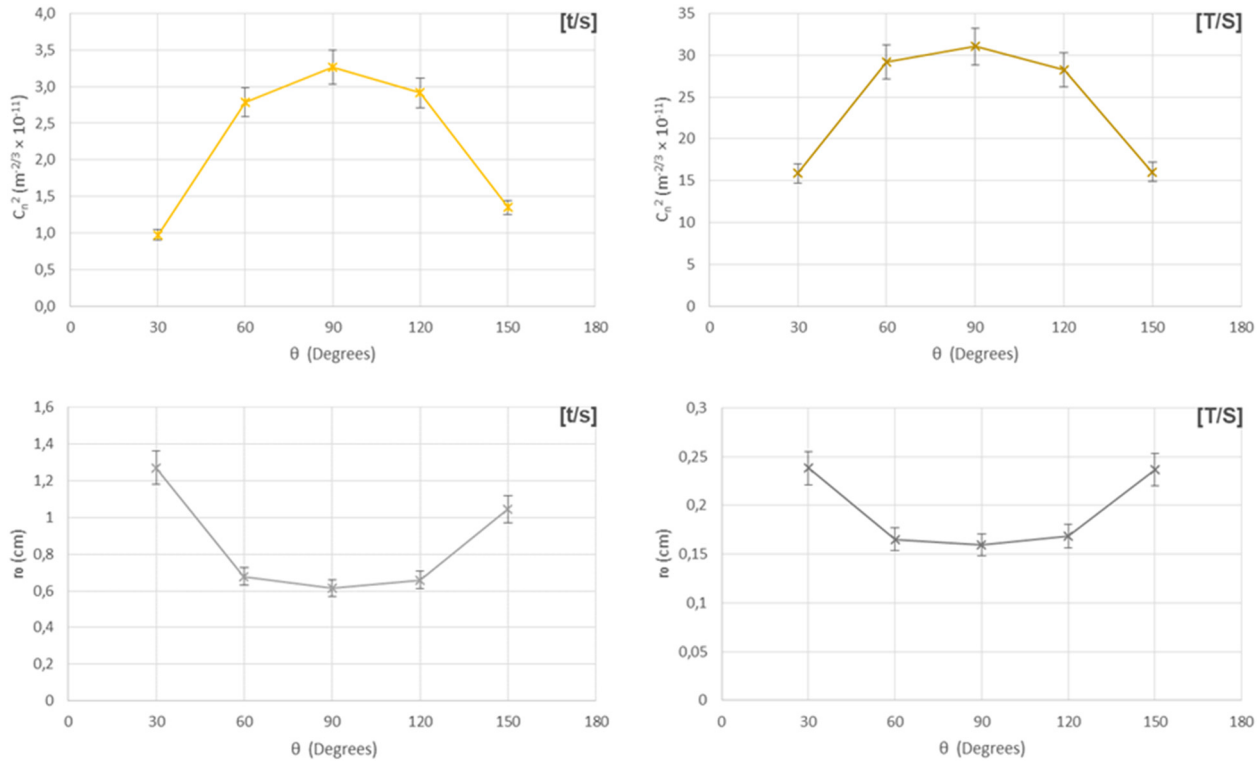 [t/s]
4,0
3,5
3,0
2,5
2,0
1,5
1,0
0,5
0,0
Cₙ² (m⁻²ᐟ³ × 10⁻¹¹)
0 30 60 90 120 150 180
θ (Degrees)
[T/S]
35
30
25
20
15
10
5
0
Cₙ² (m⁻²ᐟ³ × 10⁻¹¹)
0 30 60 90 120 150 180
θ (Degrees)
[t/s]
1,6
1,4
1,2
1
0,8
0,6
0,4
0,2
0
r₀ (cm)
0 30 60 90 120 150 180
θ (Degrees)
[T/S]
0,3
0,25
0,2
0,15
0,1
0,05
0
r₀ (cm)
0 30 60 90 120 150 180
θ (Degrees)